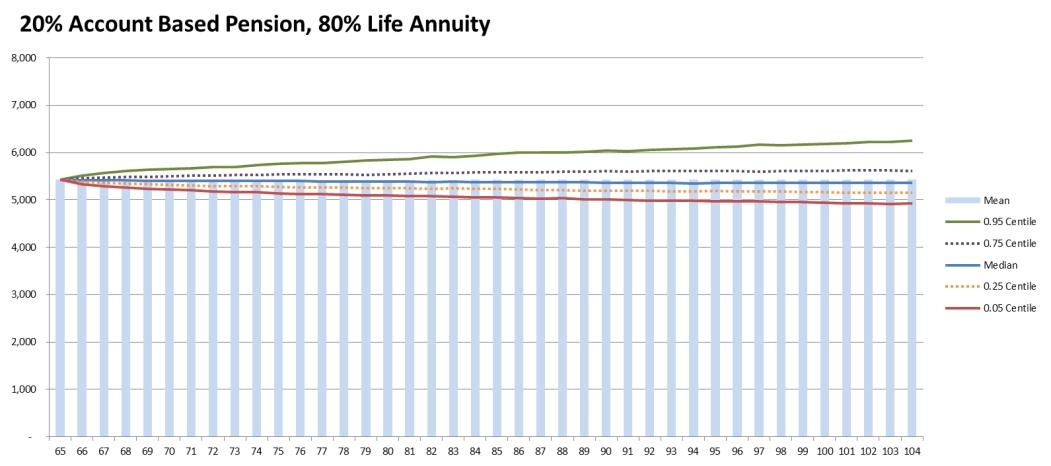 20% Account Based Pension, 80% Life Annuity
8,000
7,000
6,000
5,000
4,000
3,000
2,000
1,000
-
65 66 67 68 69 70 71 72 73 74 75 76 77 78 79 80 81 82 83 84 85 86 87 88 89 90 91 92 93 94 95 96 97 98 99 100 101 102 103 104
Mean
0.95 Centile
0.75 Centile
Median
0.25 Centile
0.05 Centile